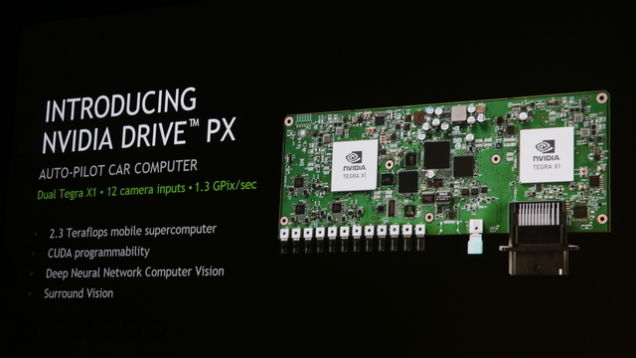 INTRODUCING
NVIDIA DRIVE™ PX
AUTO-PILOT CAR COMPUTER
Dual Tegra X1 • 12 camera inputs • 1.3 GPix/sec
2.3 Teraflops mobile supercomputer
CUDA programmability
Deep Neural Network Computer Vision
Surround Vision
NVIDIA
TEGRA X1
NVIDIA
TEGRA X1